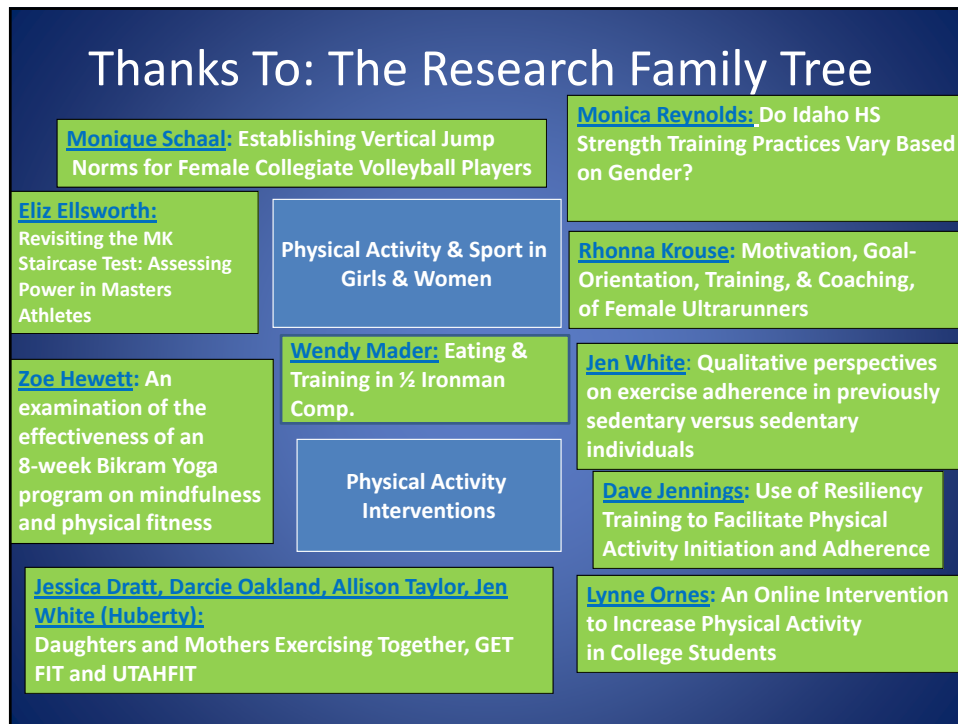 Thanks To: The Research Family Tree
Monique Schaal: Establishing Vertical Jump
Norms for Female Collegiate Volleyball Players
Monica Reynolds: Do Idaho HS
Strength Training Practices Vary Based
on Gender?
Eliz Ellsworth:
Revisiting the MK
Staircase Test: Assessing
Power in Masters
Athletes
Physical Activity & Sport in
Girls & Women
Rhonna Krouse: Motivation, Goal-
Orientation, Training, & Coaching,
of Female Ultrarunners
Wendy Mader: Eating &
Training in ½ Ironman
Comp.
Zoe Hewett: An
examination of the
effectiveness of an
8-week Bikram Yoga
program on mindfulness
and physical fitness
Jen White: Qualitative perspectives
on exercise adherence in previously
sedentary versus sedentary
individuals
Physical Activity
Interventions
Dave Jennings: Use of Resiliency
Training to Facilitate Physical
Activity Initiation and Adherence
Jessica Dratt, Darcie Oakland, Allison Taylor, Jen
White (Huberty):
Daughters and Mothers Exercising Together, GET
FIT and UTAHFIT
Lynne Ornes: An Online Intervention
to Increase Physical Activity
in College Students